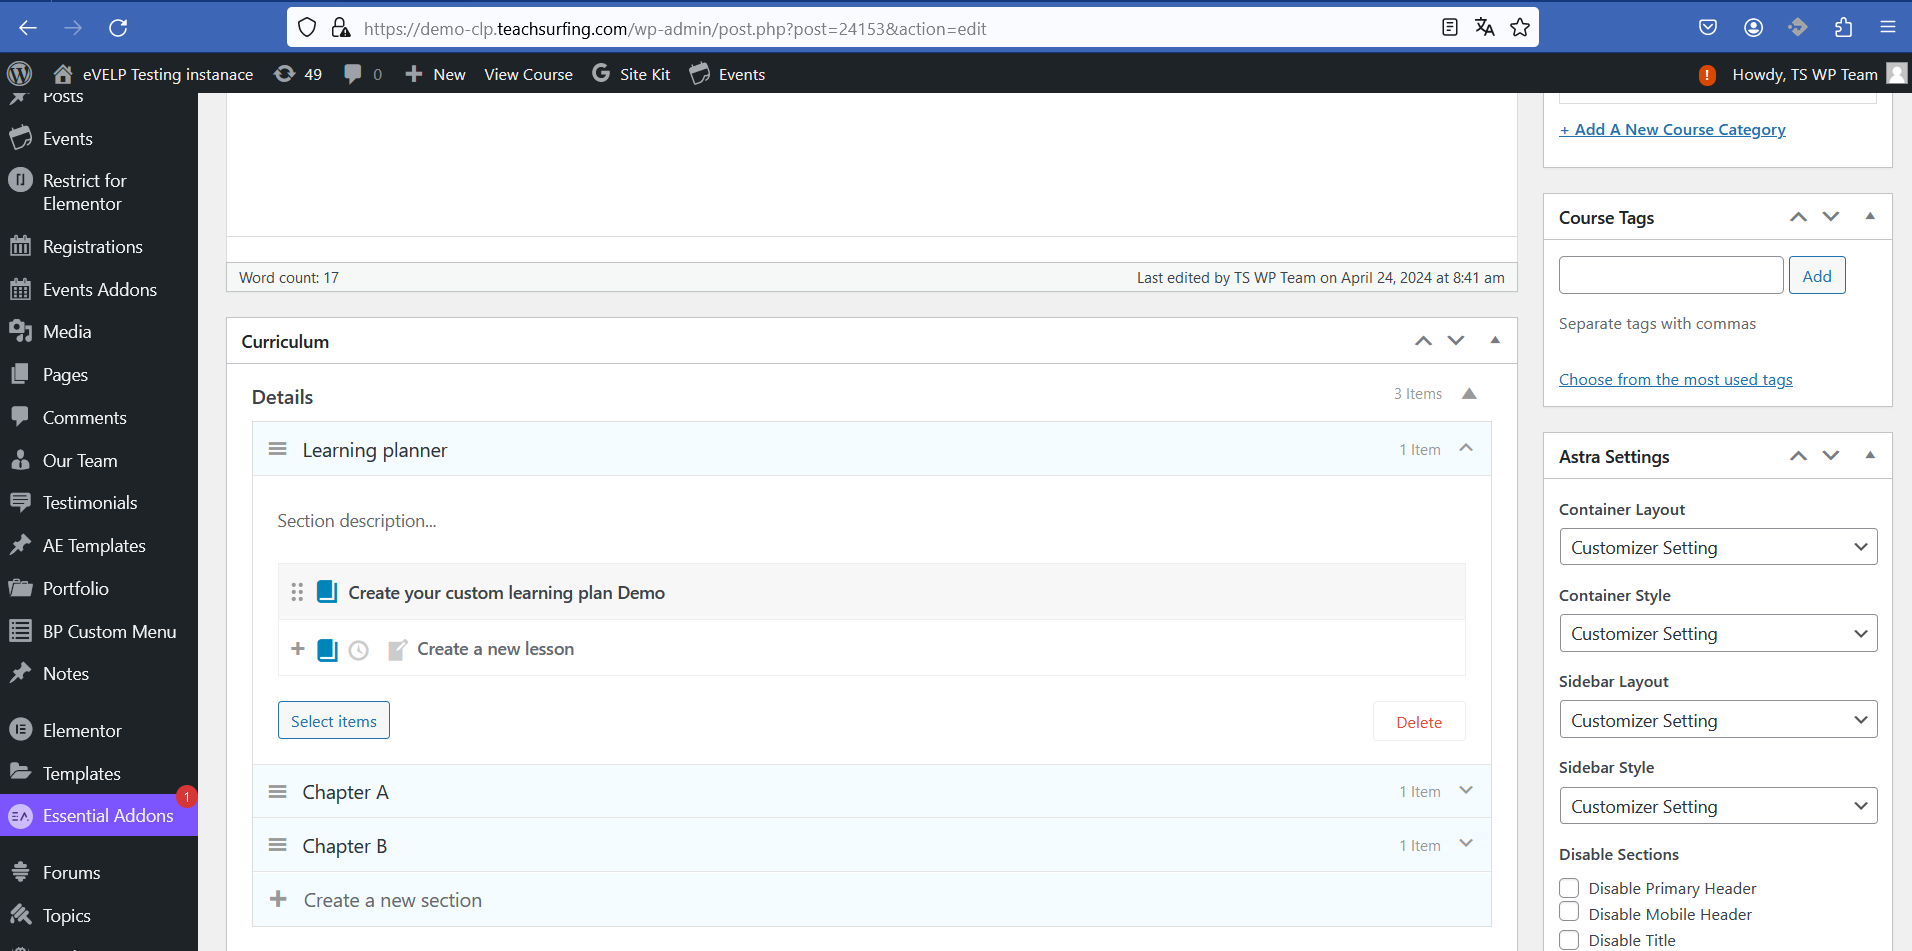 https://demo-clp.teachsurfing.com/wp-admin/post.php?post=24153&action=edit
eVELP Testing instanace 49 0 New View Course Site Kit Events ! Howdy, TS WP Team
Posts
Events
Restrict for
Elementor
Registrations
Events Addons
Media
Pages
Comments
Our Team
Testimonials
AE Templates
Portfolio
BP Custom Menu
Notes
Elementor
Templates
Essential Addons 1
Forums
Topics
Word count: 17 Last edited by TS WP Team on April 24, 2024 at 8:41 am
Curriculum
Details 3 Items
Learning planner 1 Item
Section description...
Create your custom learning plan Demo
Create a new lesson
Select items Delete
Chapter A 1 Item
Chapter B 1 Item
Create a new section
+ Add A New Course Category
Course Tags
Add
Separate tags with commas
Choose from the most used tags
Astra Settings
Container Layout
Customizer Setting
Container Style
Customizer Setting
Sidebar Layout
Customizer Setting
Sidebar Style
Customizer Setting
Disable Sections
Disable Primary Header
Disable Mobile Header
Disable Title